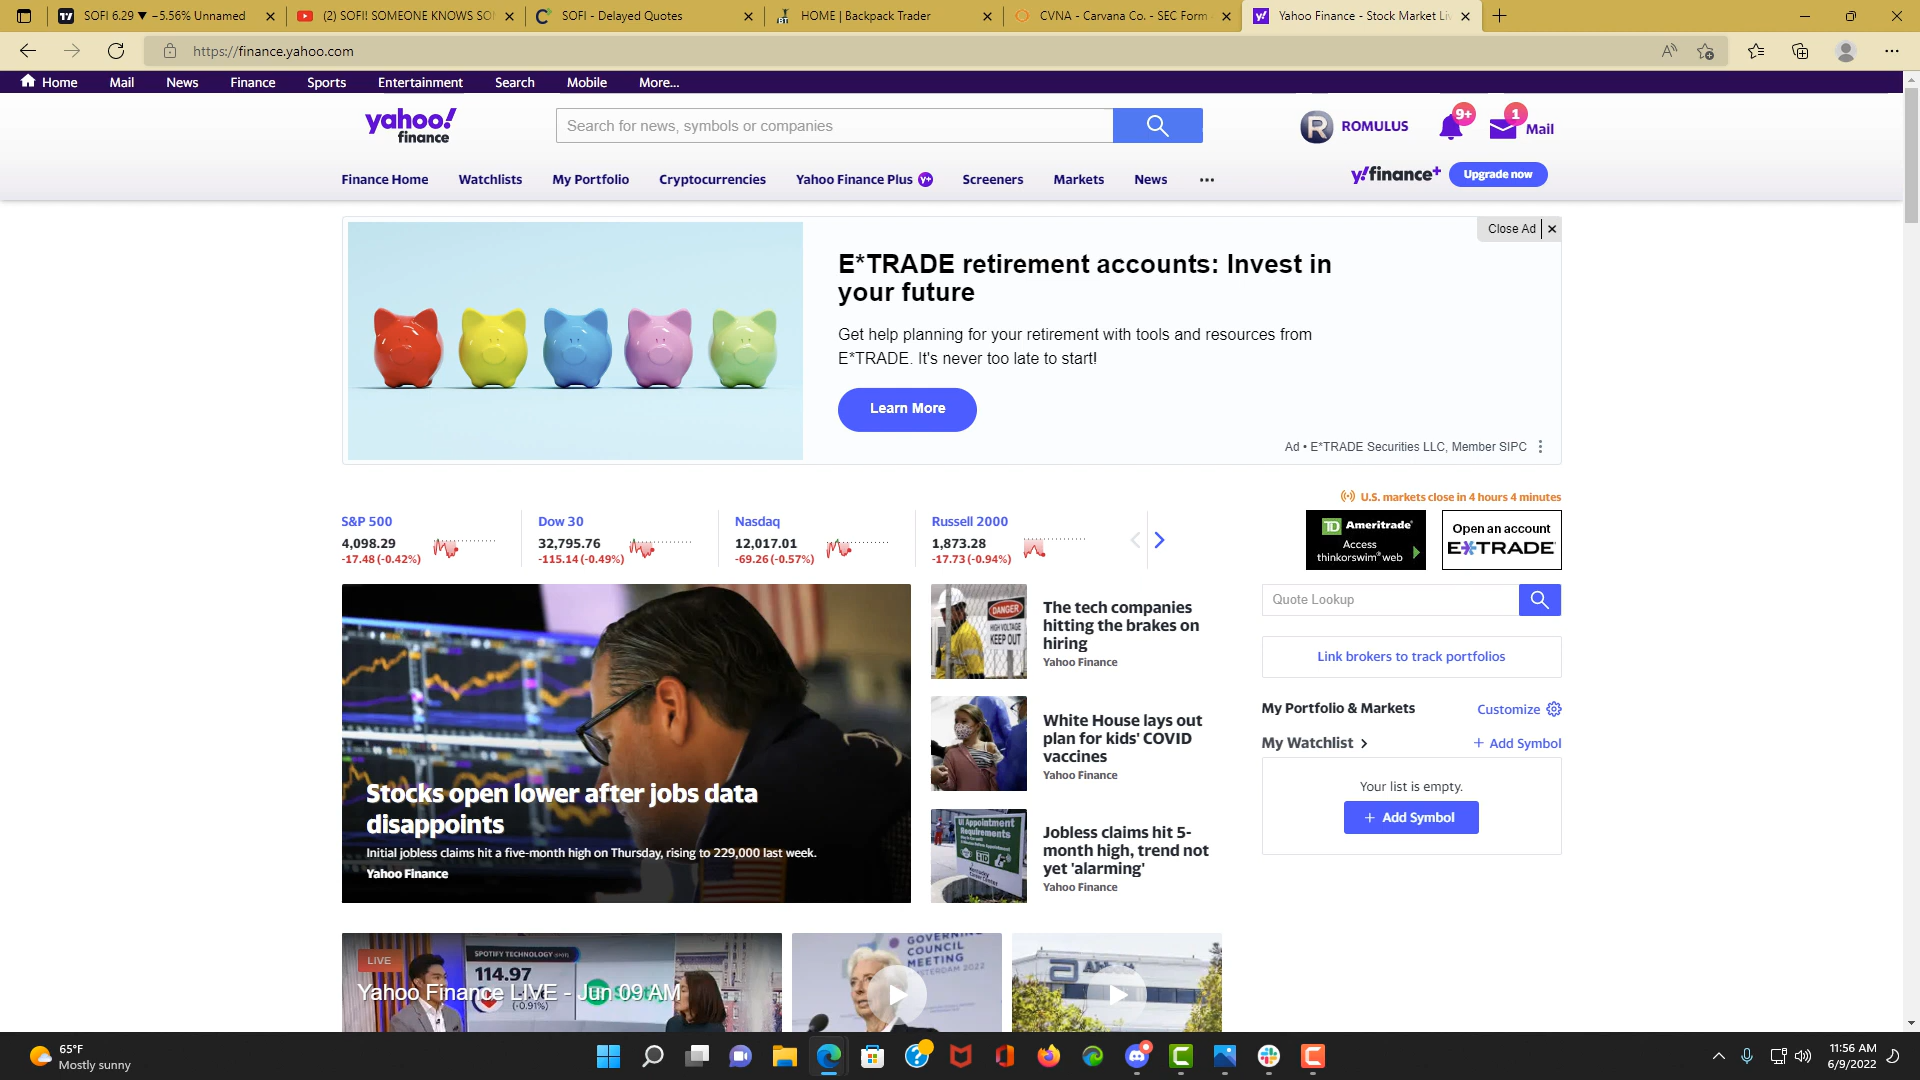 SOFI 6.29 ▼ −5.56% Unnamed
(2) SOFI! SOMEONE KNOWS SO
SOFI - Delayed Quotes
HOME | Backpack Trader
CVNA - Carvana Co. - SEC Form
Yahoo Finance - Stock Market Li
https://finance.yahoo.com
Home
Mail
News
Finance
Sports
Entertainment
Search
Mobile
More...
yahoo!
finance
Search for news, symbols or companies
R
ROMULUS
9+
1
Mail
Finance Home
Watchlists
My Portfolio
Cryptocurrencies
Yahoo Finance Plus
Screeners
Markets
News
y!finance+
Upgrade now
Close Ad
E*TRADE retirement accounts: Invest in
your future
Get help planning for your retirement with tools and resources from
E*TRADE. It's never too late to start!
Learn More
Ad • E*TRADE Securities LLC, Member SIPC
U.S. markets close in 4 hours 4 minutes
S&P 500
4,098.29
-17.48 (-0.42%)
Dow 30
32,795.76
-115.14 (-0.49%)
Nasdaq
12,017.01
-69.26 (-0.57%)
Russell 2000
1,873.28
-17.73 (-0.94%)
TD Ameritrade
Access
thinkorswim® web
Open an account
E*TRADE
Stocks open lower after jobs data
disappoints
Initial jobless claims hit a five-month high on Thursday, rising to 229,000 last week.
Yahoo Finance
DANGER
HIGH VOLTAGE
KEEP OUT
The tech companies
hitting the brakes on
hiring
Yahoo Finance
White House lays out
plan for kids' COVID
vaccines
Yahoo Finance
UI Appointment
Requirements
Jobless claims hit 5-
month high, trend not
yet 'alarming'
Yahoo Finance
Quote Lookup
Link brokers to track portfolios
My Portfolio & Markets
Customize
My Watchlist
+ Add Symbol
Your list is empty.
+ Add Symbol
LIVE
SPOTIFY TECHNOLOGY (SPOT)
114.97
(-0.91%)
Yahoo Finance LIVE - Jun 09 AM
GOVERNING
COUNCIL
MEETING
AMSTERDAM 2022
65°F
Mostly sunny
11:56 AM
6/9/2022